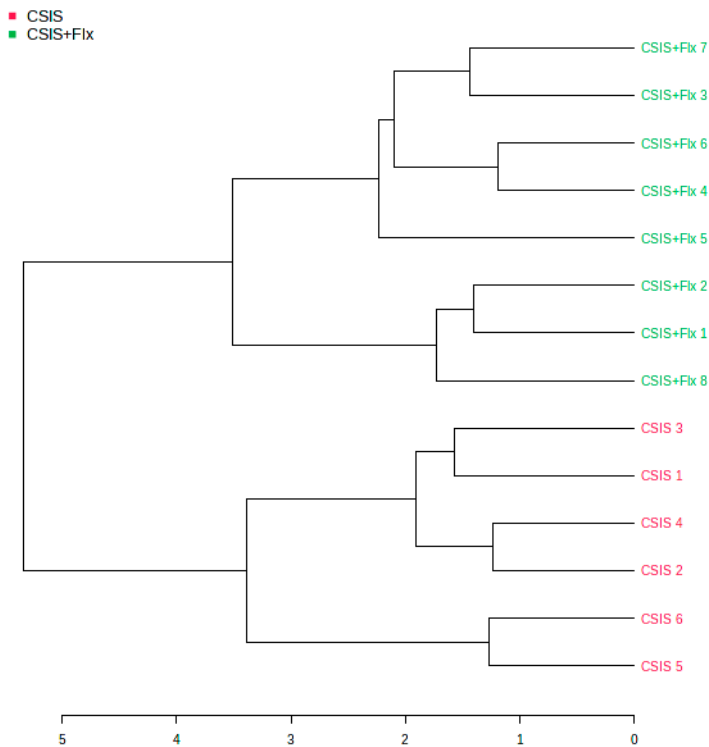 CSIS
CSIS+Flx
CSIS+Flx 7
CSIS+Flx 3
CSIS+Flx 6
CSIS+Flx 4
CSIS+Flx 5
CSIS+Flx 2
CSIS+Flx 1
CSIS+Flx 8
CSIS 3
CSIS 1
CSIS 4
CSIS 2
CSIS 6
CSIS 5
5 4 3 2 1 0